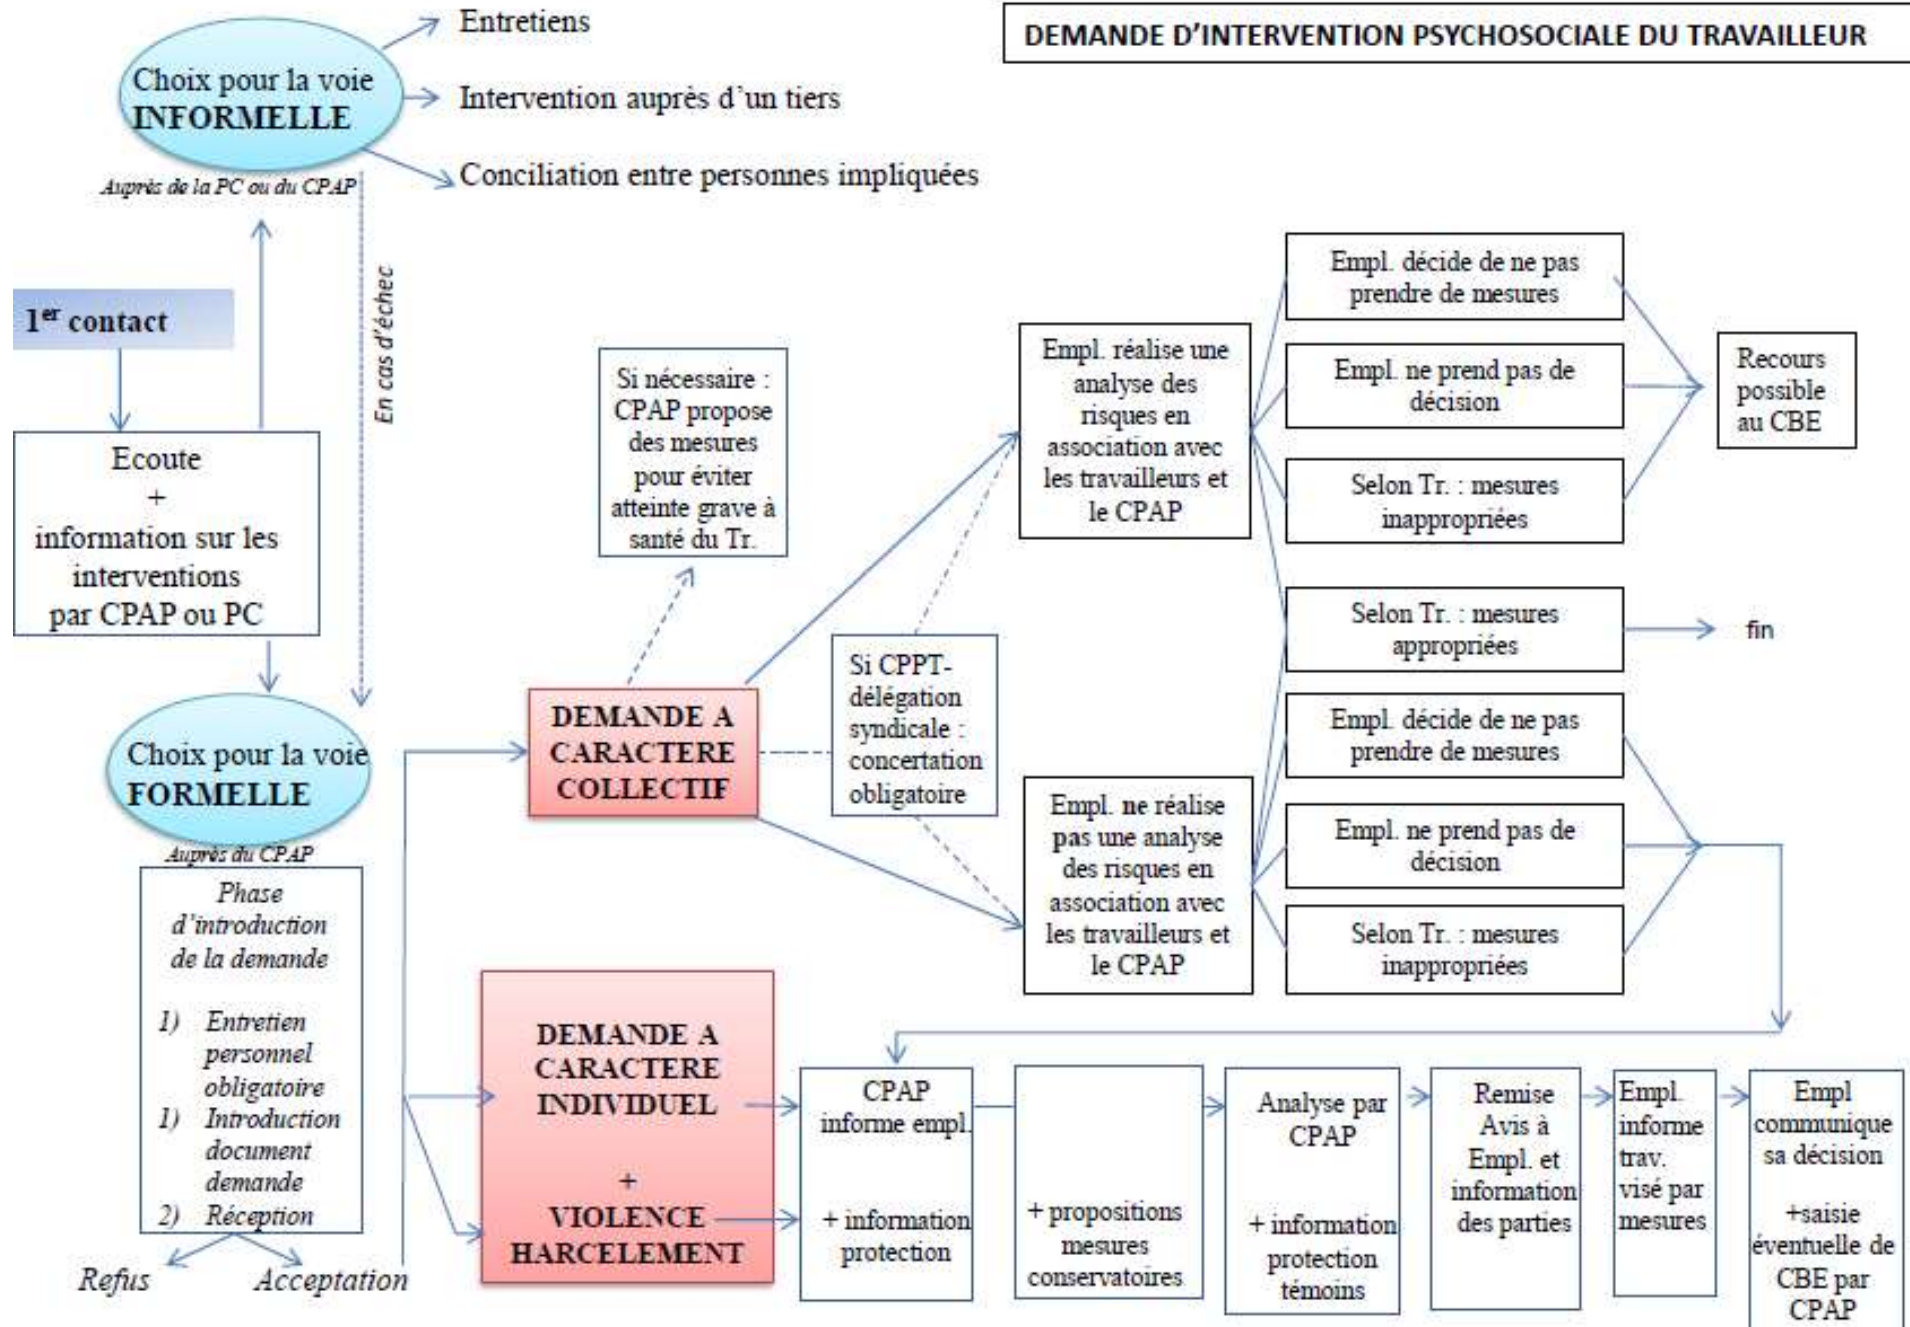 DEMANDE D'INTERVENTION PSYCHOSOCIALE DU TRAVAILLEUR
Choix pour la voie
INFORMELLE
Auprès de la PC ou du CPAP
Entretiens
Intervention auprès d'un tiers
Conciliation entre personnes impliquées
En cas d'échec
1er contact
Ecoute
+
information sur les
interventions
par CPAP ou PC
Choix pour la voie
FORMELLE
Auprès du CPAP
Phase
d'introduction
de la demande
1) Entretien
personnel
obligatoire
1) Introduction
document
demande
2) Réception
Refus
Acceptation
Si nécessaire :
CPAP propose
des mesures
pour éviter
atteinte grave à
santé du Tr.
DEMANDE A
CARACTERE
COLLECTIF
Si CPPT-
délégation
syndicale :
concertation
obligatoire
Empl. réalise une
analyse des
risques en
association avec
les travailleurs et
le CPAP
Empl. ne réalise
pas une analyse
des risques en
association avec
les travailleurs et
le CPAP
Empl. décide de ne pas
prendre de mesures
Empl. ne prend pas de
décision
Selon Tr. : mesures
inappropriées
Recours
possible
au CBE
Selon Tr. : mesures
appropriées
fin
Empl. décide de ne pas
prendre de mesures
Empl. ne prend pas de
décision
Selon Tr. : mesures
inappropriées
DEMANDE A
CARACTERE
INDIVIDUEL
+
VIOLENCE
HARCELEMENT
CPAP
informe empl.
+ information
protection
+ propositions
mesures
conservatoires
Analyse par
CPAP
+ information
protection
témoins
Remise
Avis à
Empl. et
information
des parties
Empl.
informe
trav.
visé par
mesures
Empl
communique
sa décision
+saisie
éventuelle de
CBE par
CPAP